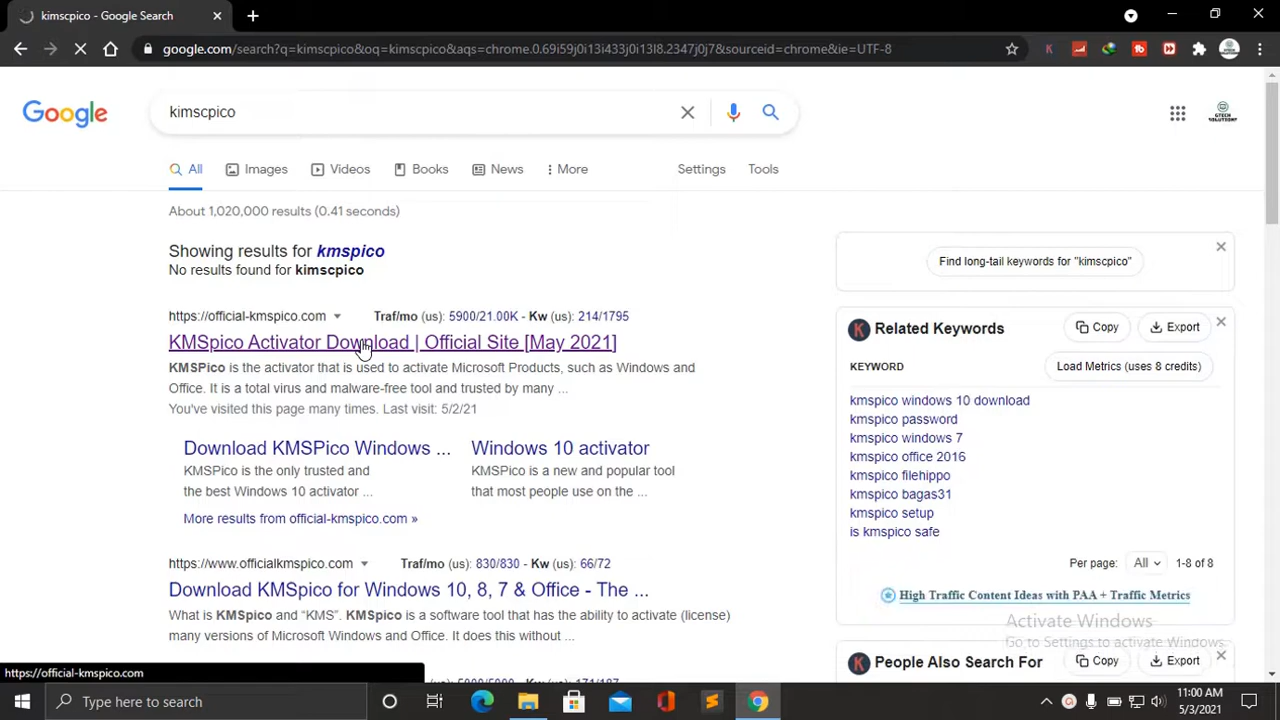 kimscpico - Google Search
google.com/search?q=kimscpico&oq=kimscpico&aqs=chrome.0.69i59j0i13i433j0i13l8.2347j0j7&sourceid=chrome&ie=UTF-8
Google
kimscpico
All
Images
Videos
Books
News
More
Settings
Tools
About 1,020,000 results (0.41 seconds)
Showing results for kmspico
No results found for kimscpico
https://official-kmspico.com
Traf/mo (us): 5900/21.00K - Kw (us): 214/1795
KMSpico Activator Download | Official Site [May 2021]
KMSPico is the activator that is used to activate Microsoft Products, such as Windows and
Office. It is a total virus and malware-free tool and trusted by many ...
You've visited this page many times. Last visit: 5/2/21
Download KMSPico Windows ...
KMSPico is the only trusted and
the best Windows 10 activator ...
Windows 10 activator
KMSPico is a new and popular tool
that most people use on the ...
More results from official-kmspico.com »
https://www.officialkmspico.com
Traf/mo (us): 830/830 - Kw (us): 66/72
Download KMSpico for Windows 10, 8, 7 & Office - The ...
What is KMSpico and “KMS”. KMSpico is a software tool that has the ability to activate (license)
many versions of Microsoft Windows and Office. It does this without ...
https://official-kmspico.com
Find long-tail keywords for "kimscpico"
Related Keywords
Copy
Export
KEYWORD
Load Metrics (uses 8 credits)
kmspico windows 10 download
kmspico password
kmspico windows 7
kmspico office 2016
kmspico filehippo
kmspico bagas31
kmspico setup
is kmspico safe
Per page:
All
1-8 of 8
High Traffic Content Ideas with PAA + Traffic Metrics
Activate Windows
Go to Settings to activate Windows.
People Also Search For
Copy
Export
Type here to search
11:00 AM
5/3/2021